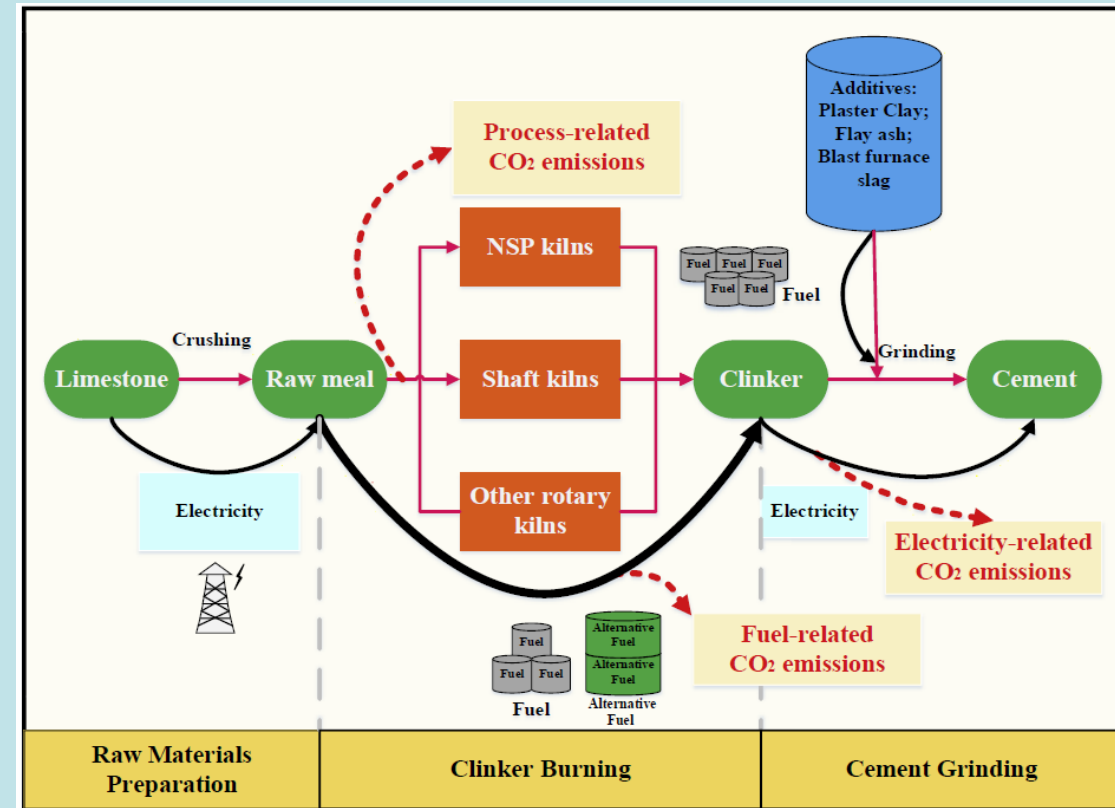 Additives:
Plaster Clay;
Flay ash;
Blast furnace
slag
Process-related
CO₂ emissions
NSP kilns
Fuel Fuel Fuel
Fuel Fuel
Fuel
Crushing
Grinding
Limestone
Raw meal
Shaft kilns
Clinker
Cement
Electricity
Other rotary
kilns
Electricity
Electricity-related
CO₂ emissions
Fuel
Fuel Fuel
Fuel
Alternative
Fuel
Alternative
Fuel
Alternative
Fuel
Fuel-related
CO₂ emissions
Raw Materials
Preparation
Clinker Burning
Cement Grinding